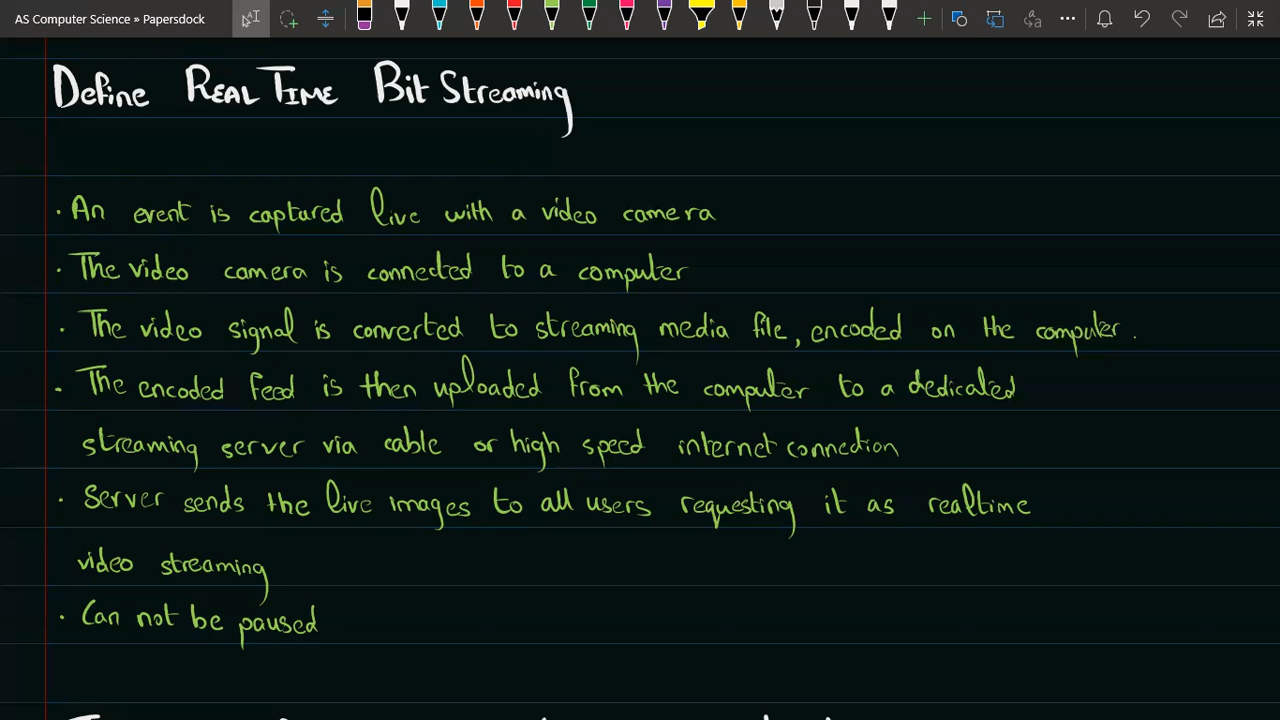 AS Computer Science » Papersdock
Define REAL TIME Bit Streaming
· An event is captured live with a video camera
· The video camera is connected to a computer
· The video signal is converted to streaming media file, encoded on the computer.
· The encoded feed is then uploaded from the computer to a dedicated
streaming server via cable or high speed internet connection
· Server sends the live images to all users requesting it as realtime
video streaming
· Can not be paused